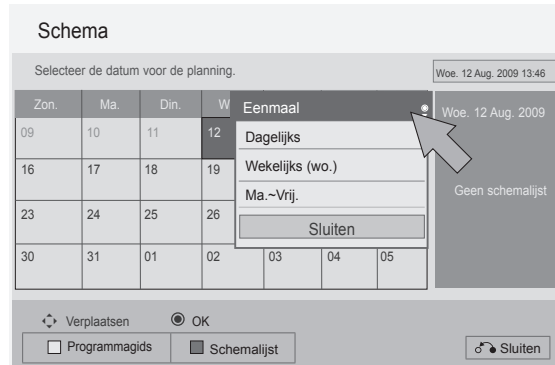 Schema
Selecteer de datum voor de planning.
Woe. 12 Aug. 2009 13:46
Zon. Ma. Din. W
Eenmaal
Woe. 12 Aug. 2009
09 10 11 12
Dagelijks
Wekelijks (wo.)
16 17 18 19
Ma.~Vrij.
Geen schemalijst
23 24 25 26
Sluiten
30 31 01 02 03 04 05
Verplaatsen OK
Programmagids Schemalijst
Sluiten